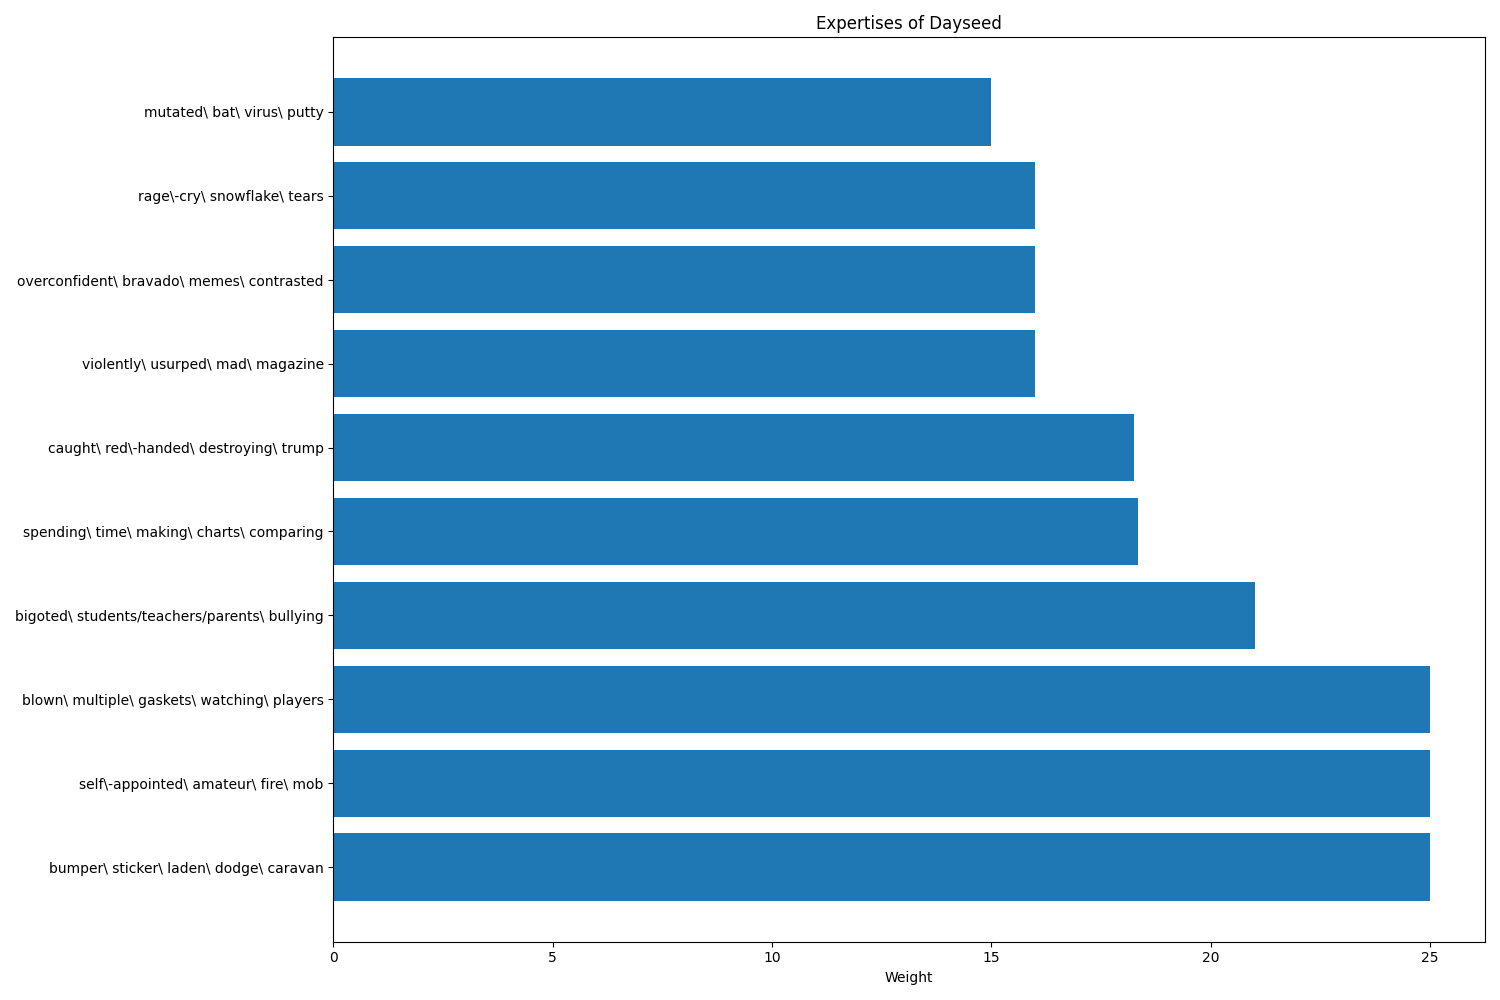 Expertises of Dayseed
mutated\ bat\ virus\ putty
rage\-cry\ snowflake\ tears
overconfident\ bravado\ memes\ contrasted
violently\ usurped\ mad\ magazine
caught\ red\-handed\ destroying\ trump
spending\ time\ making\ charts\ comparing
bigoted\ students/teachers/parents\ bullying
blown\ multiple\ gaskets\ watching\ players
self\-appointed\ amateur\ fire\ mob
bumper\ sticker\ laden\ dodge\ caravan
0 5 10 15 20 25
Weight